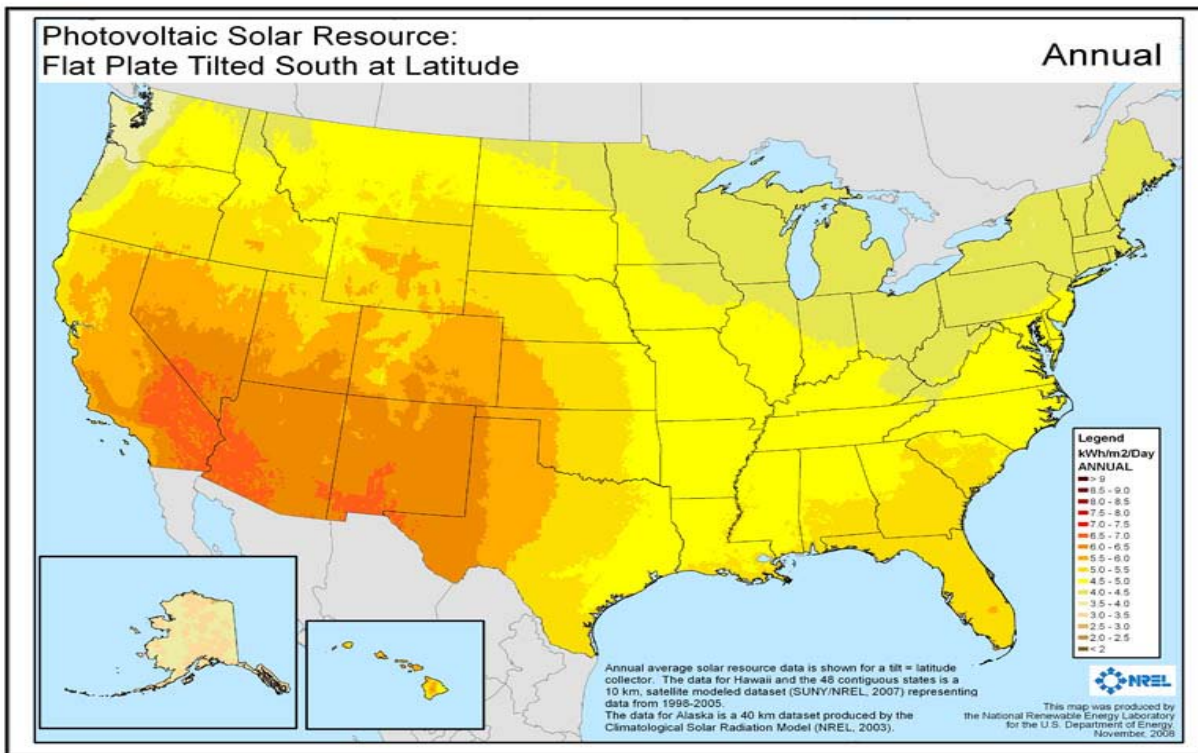 Photovoltaic Solar Resource:
Flat Plate Tilted South at Latitude
Annual
Legend
kWh/m2/Day
ANNUAL
> 9
8.5 - 9.0
8.0 - 8.5
7.5 - 8.0
7.0 - 7.5
6.5 - 7.0
6.0 - 6.5
5.5 - 6.0
5.0 - 5.5
4.5 - 5.0
4.0 - 4.5
3.5 - 4.0
3.0 - 3.5
2.5 - 3.0
2.0 - 2.5
< 2
Annual average solar resource data is shown for a tilt = latitude
collector. The data for Hawaii and the 48 contiguous states is a
10 km, satellite modeled dataset (SUNY/NREL, 2007) representing
data from 1998-2005.
The data for Alaska is a 40 km dataset produced by the
Climatological Solar Radiation Model (NREL, 2003).
NREL
This map was produced by
the National Renewable Energy Laboratory
for the U.S. Department of Energy.
November, 2008